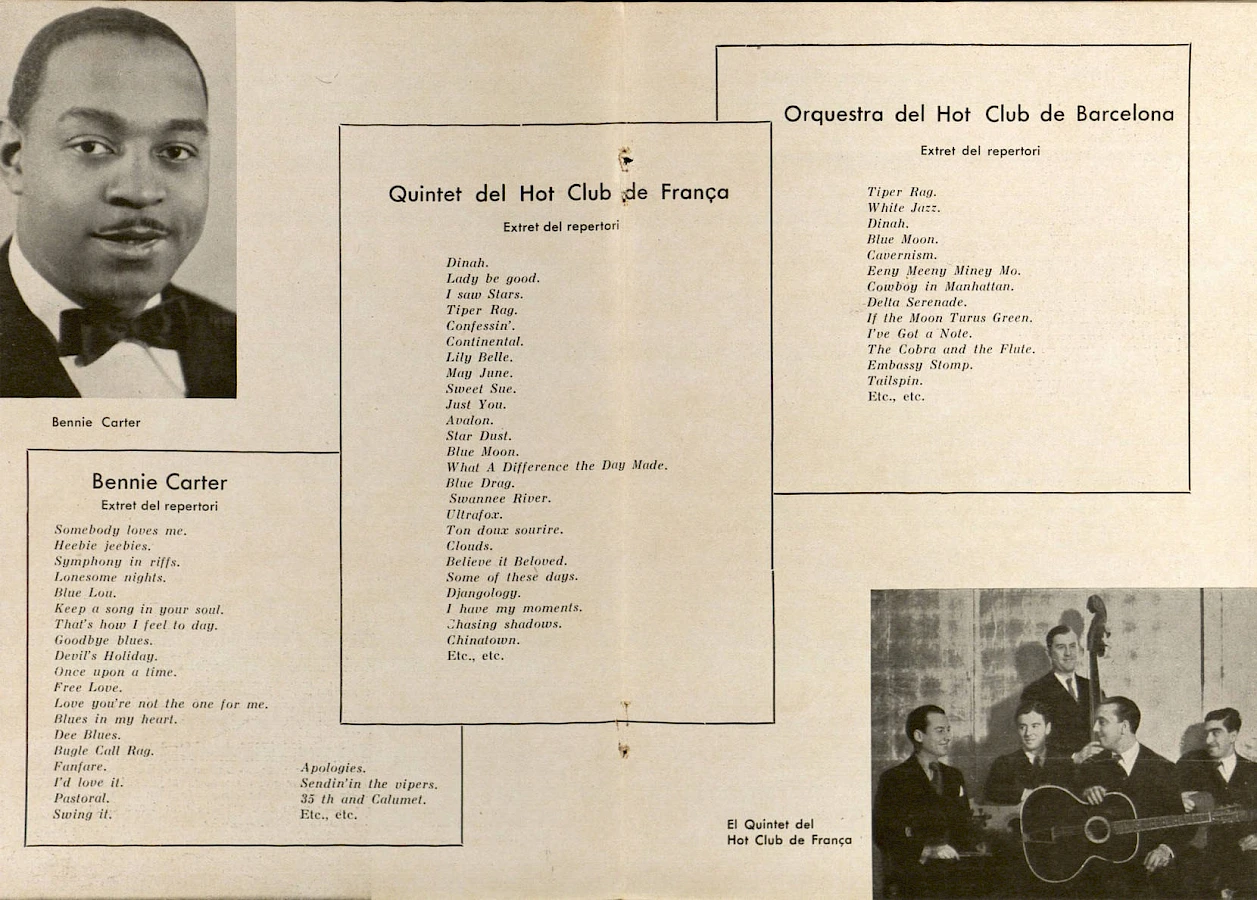 Bennie Carter
Bennie Carter
Extret del repertori
Somebody loves me.
Heebie jeebies.
Symphony in riffs.
Lonesome nights.
Blue Lou.
Keep a song in your soul.
That's how I feel to day.
Goodbye blues.
Devil's Holiday.
Once upon a time.
Free Love.
Love you're not the one for me.
Blues in my heart.
Dee Blues.
Bugle Call Rag.
Fanfare.
I'd love it.
Pastoral.
Swing it.
Apologies.
Sendin'in the vipers.
35 th and Calumet.
Etc., etc.
Quintet del Hot Club de França
Extret del repertori
Dinah.
Lady be good.
I saw Stars.
Tiper Rag.
Confessin'.
Continental.
Lily Belle.
May June.
Sweet Sue.
Just You.
Avalon.
Star Dust.
Blue Moon.
What A Difference the Day Made.
Blue Drag.
Swannee River.
Ultrafox.
Ton doux sourire.
Clouds.
Believe it Beloved.
Some of these days.
Djangology.
I have my moments.
Chasing shadows.
Chinatown.
Etc., etc.
Orquestra del Hot Club de Barcelona
Extret del repertori
Tiper Rag.
White Jazz.
Dinah.
Blue Moon.
Cavernism.
Eeny Meeny Miney Mo.
Cowboy in Manhattan.
Delta Serenade.
If the Moon Turus Green.
I've Got a Note.
The Cobra and the Flute.
Embassy Stomp.
Tailspin.
Etc., etc.
El Quintet del
Hot Club de França